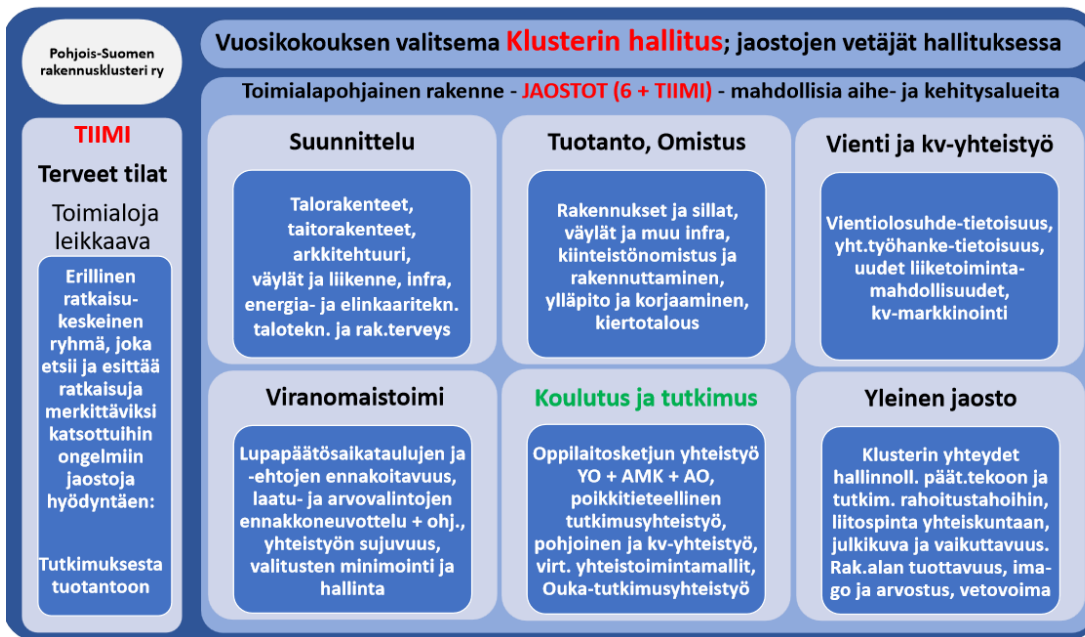 Pohjois-Suomen
rakennusklusteri ry
Vuosikokouksen valitsema Klusterin hallitus; jaostojen vetäjät hallituksessa
Toimialapohjainen rakenne - JAOSTOT (6 + TIIMI) - mahdollisia aihe- ja kehitysalueita
TIIMI
Terveet tilat
Toimialoja
leikkaava
Erillinen
ratkaisu-
keskeinen
ryhmä, joka
etsii ja esittää
ratkaisuja
merkittäviksi
katsottuihin
ongelmiin
jaostoja
hyödyntäen:
Tutkimuksesta
tuotantoon
Suunnittelu
Talorakenteet,
taitorakenteet,
arkkitehtuuri,
väylät ja liikenne, infra,
energia- ja elinkaaritekn.
talotekn. ja rak.terveys
Tuotanto, Omistus
Rakennukset ja sillat,
väylät ja muu infra,
kiinteistönomistus ja
rakennuttaminen,
ylläpito ja korjaaminen,
kiertotalous
Vienti ja kv-yhteistyö
Vientiolosuhde-tietoisuus,
yht.työhanke-tietoisuus,
uudet liiketoiminta-
mahdollisuudet,
kv-markkinointi
Viranomaistoimi
Lupapäätösaikataulujen ja
-ehtojen ennakoitavuus,
laatu- ja arvovalintojen
ennakkoneuvottelu + ohj.,
yhteistyön sujuvuus,
valitusten minimointi ja
hallinta
Koulutus ja tutkimus
Oppilaitosketjun yhteistyö
YO + AMK + AO,
poikkitieteellinen
tutkimusyhteistyö,
pohjoinen ja kv-yhteistyö,
virt. yhteistoimintamallit,
Ouka-tutkimusyhteistyö
Yleinen jaosto
Klusterin yhteydet
hallinnoll. päät.tekoon ja
tutkim. rahoitustahoihin,
liitospinta yhteiskuntaan,
julkikuva ja vaikuttavuus.
Rak.alan tuottavuus, ima-
go ja arvostus, vetovoima